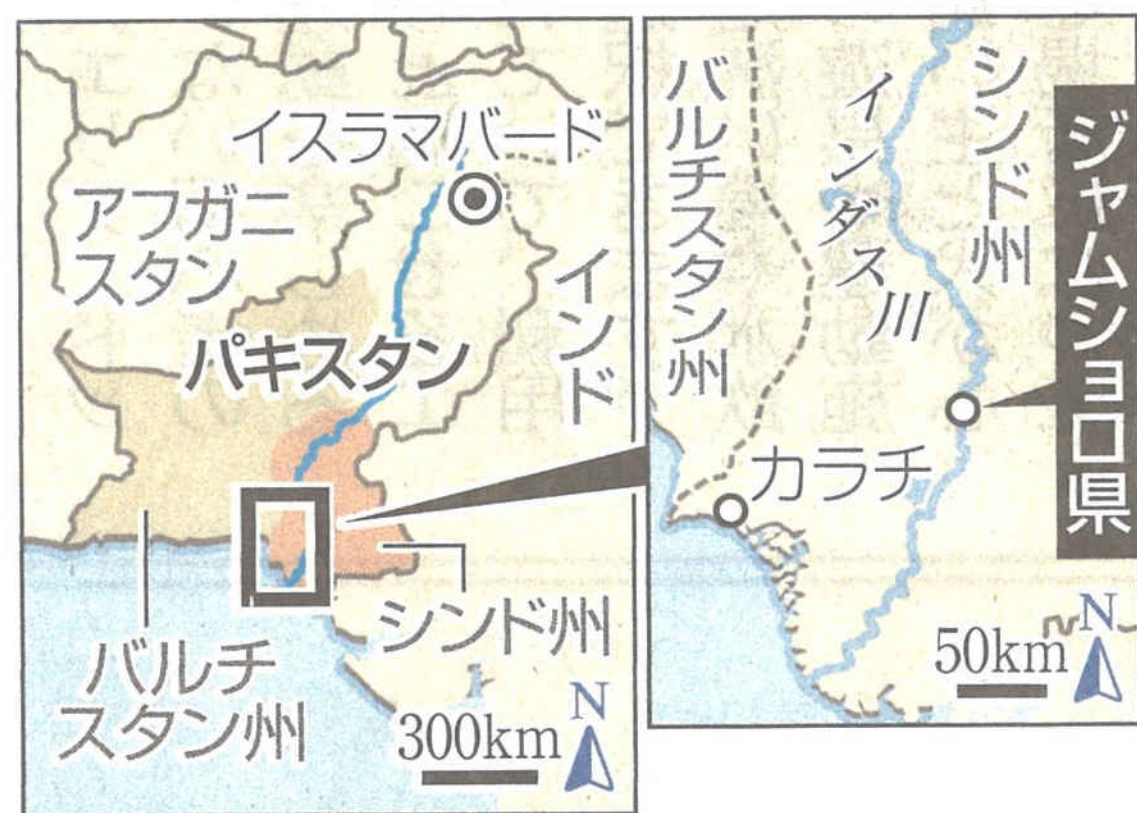 イスラマバード
アフガニ
スタン
インド
パキスタン
シンド州
バルチ
スタン州
N
300km
バルチスタン州
インダス川
シンド州
ジャムショロ県
カラチ
N
50km